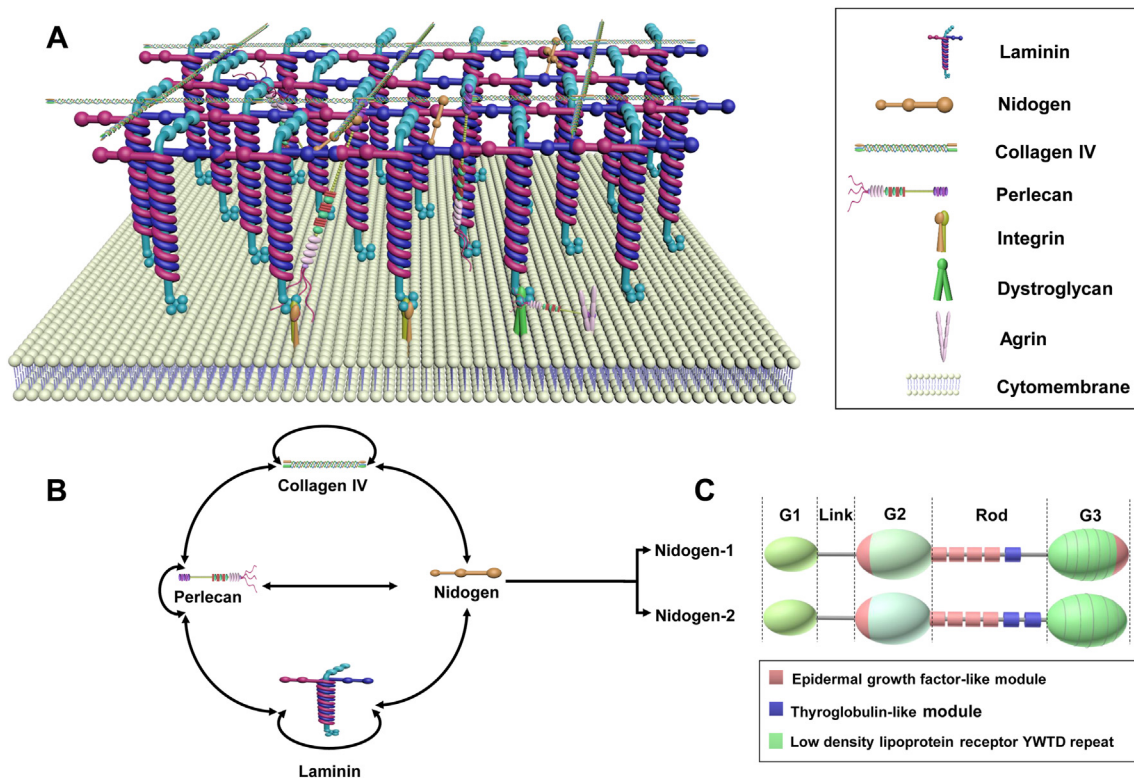 A
Laminin
Nidogen
Collagen IV
Perlecan
Integrin
Dystroglycan
Agrin
Cytomembrane
B
Collagen IV
Perlecan
Nidogen
Laminin
Nidogen-1
Nidogen-2
C
G1 Link G2 Rod G3
Epidermal growth factor-like module
Thyroglobulin-like module
Low density lipoprotein receptor YWTD repeat